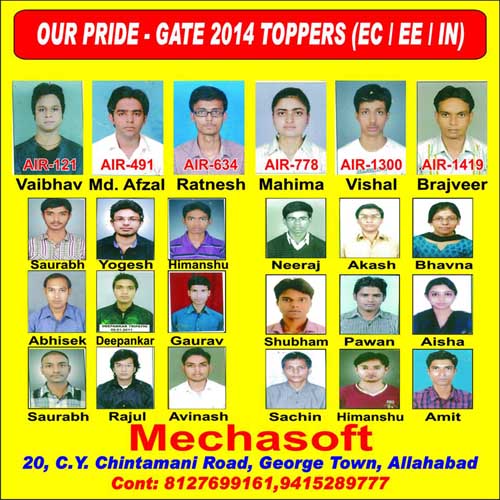 OUR PRIDE - GATE 2014 TOPPERS (EC | EE | IN)
AIR-121 AIR-491 AIR-634 AIR-778 AIR-1300 AIR-1419
Vaibhav Md. Afzal Ratnesh Mahima Vishal Brajveer
Saurabh Yogesh Himanshu Neeraj Akash Bhavna
DEEPANKAR TRIPATHI
Abhisek Deepankar Gaurav Shubham Pawan Aisha
Saurabh Rajul Avinash Sachin Himanshu Amit
Mechasoft
20, C.Y. Chintamani Road, George Town, Allahabad
Cont: 8127699161,9415289777